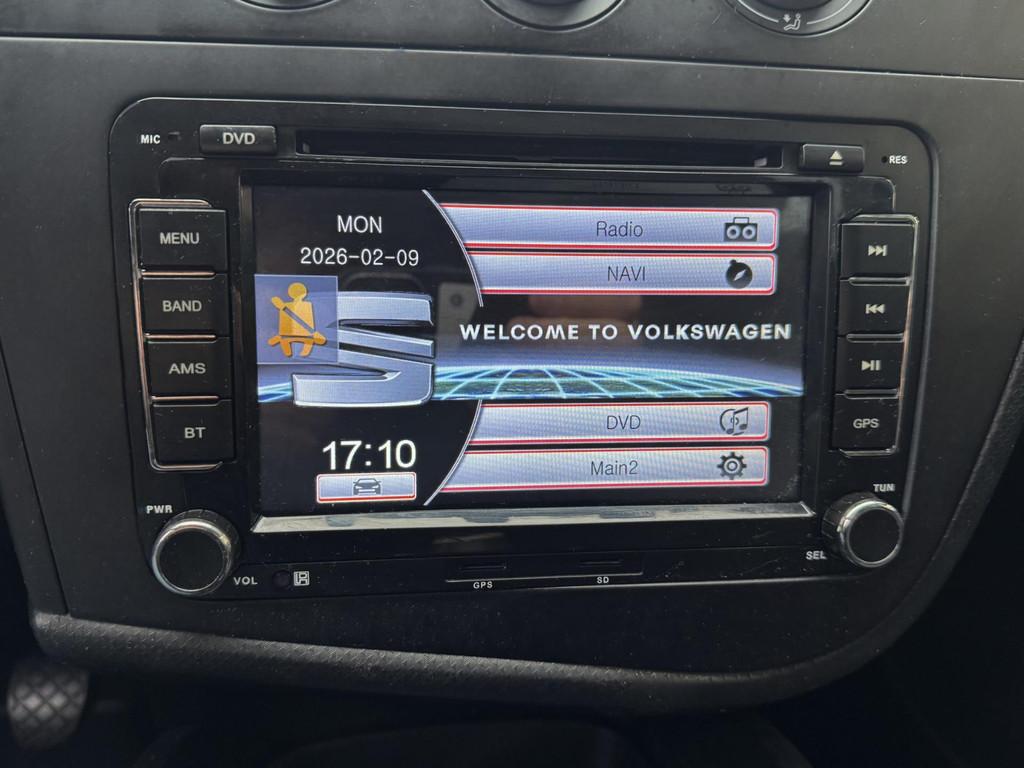 MIC
DVD
RES
MENU
BAND
AMS
BT
MON
2026-02-09
17:10
Radio
NAVI
WELCOME TO VOLKSWAGEN
DVD
Main2
GPS
PWR
VOL
IR
GPS
SD
TUN
SEL